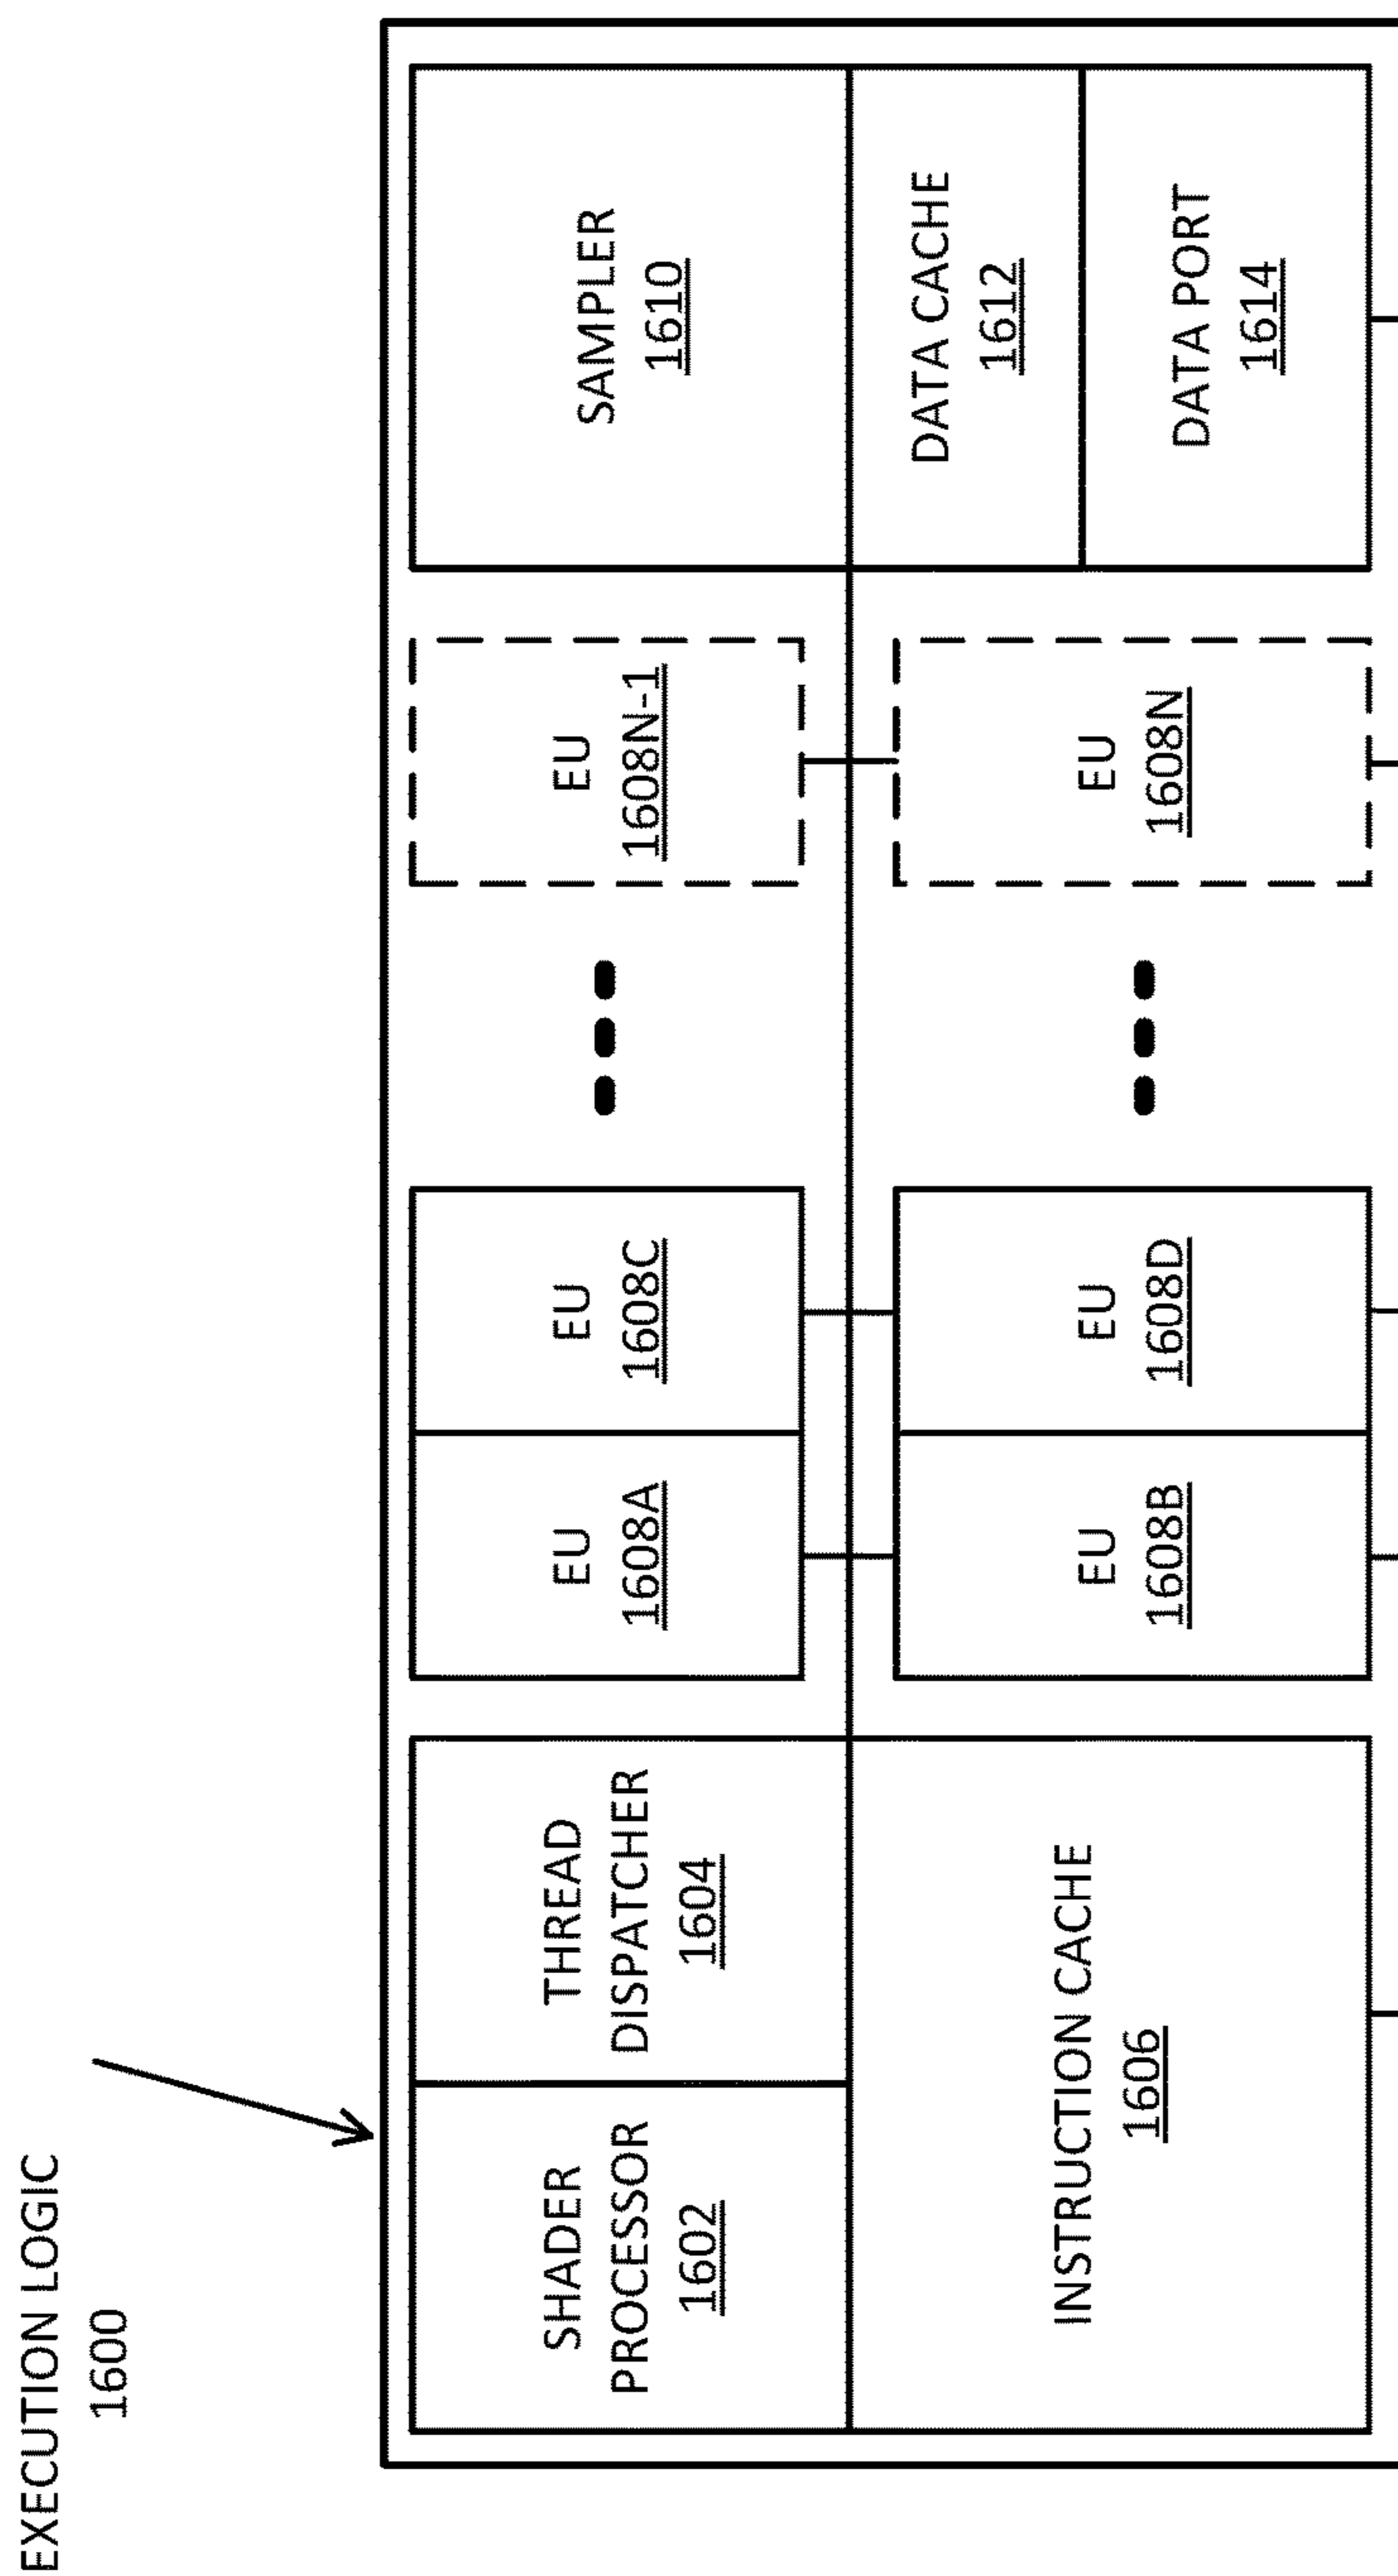 EXECUTION LOGIC
1600
SHADER
PROCESSOR
1602
THREAD
DISPATCHER
1604
INSTRUCTION CACHE
1606
EU
1608A
EU
1608C
EU
1608B
EU
1608D
EU
1608N-1
EU
1608N
SAMPLER
1610
DATA CACHE
1612
DATA PORT
1614